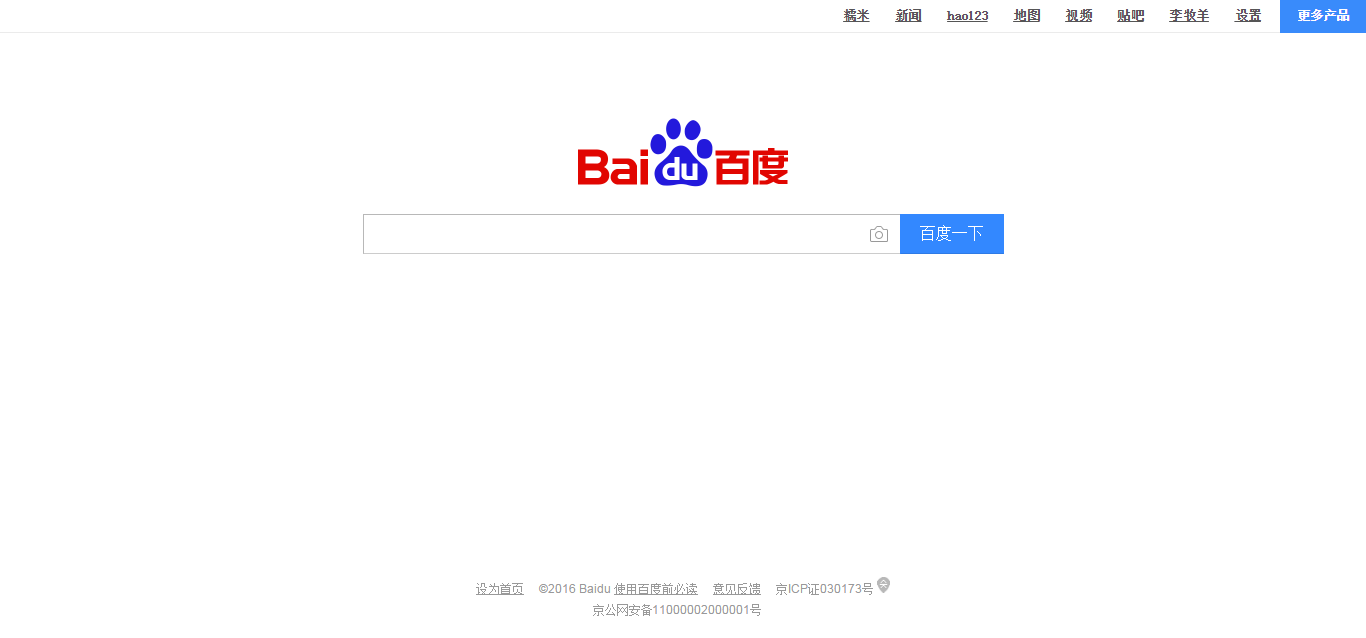 糯米 新闻 hao123 地图 视频 贴吧 李牧羊 设置 更多产品
Bai du 百度
百度一下
设为首页 ©2016 Baidu 使用百度前必读 意见反馈 京ICP证030173号
京公网安备11000002000001号